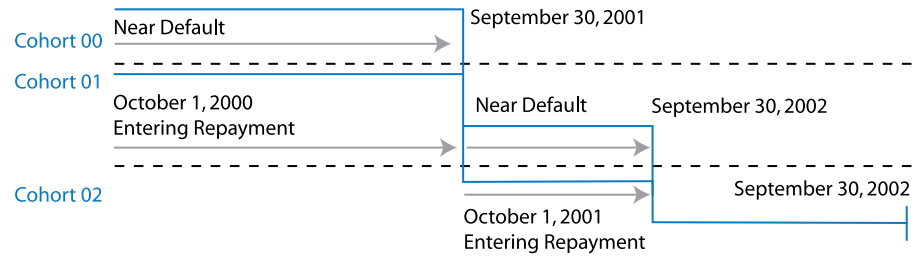 September 30, 2001
Near Default
Cohort 00
Cohort 01
October 1, 2000
Entering Repayment
Near Default
September 30, 2002
Cohort 02
September 30, 2002
October 1, 2001
Entering Repayment